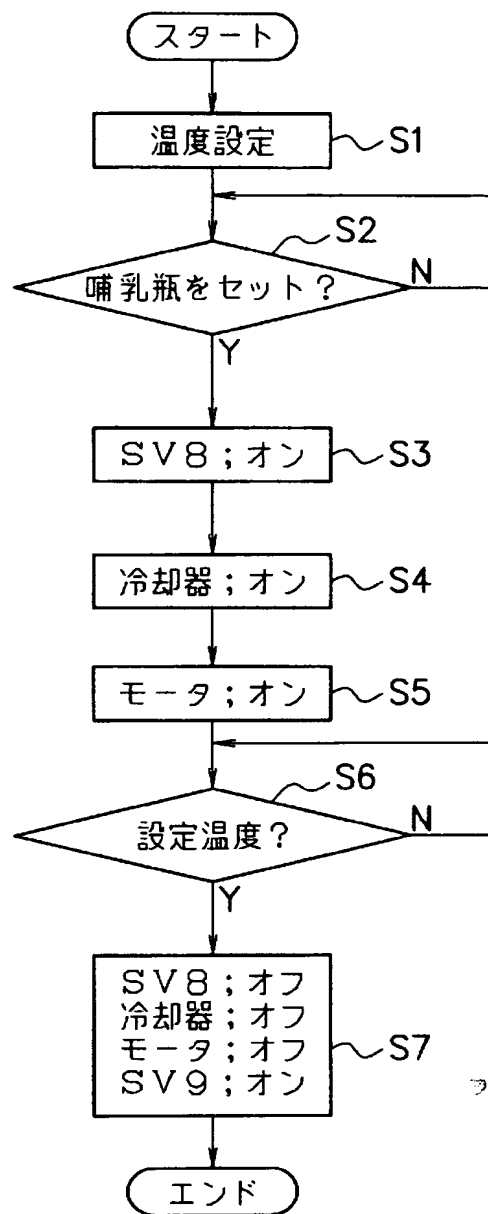 スタート
温度設定 S1
S2
哺乳瓶をセット? N
Y
SV8;オン S3
冷却器;オン S4
モータ;オン S5
S6
設定温度? N
Y
SV8;オフ
冷却器;オフ
モータ;オフ S7
SV9;オン
エンド